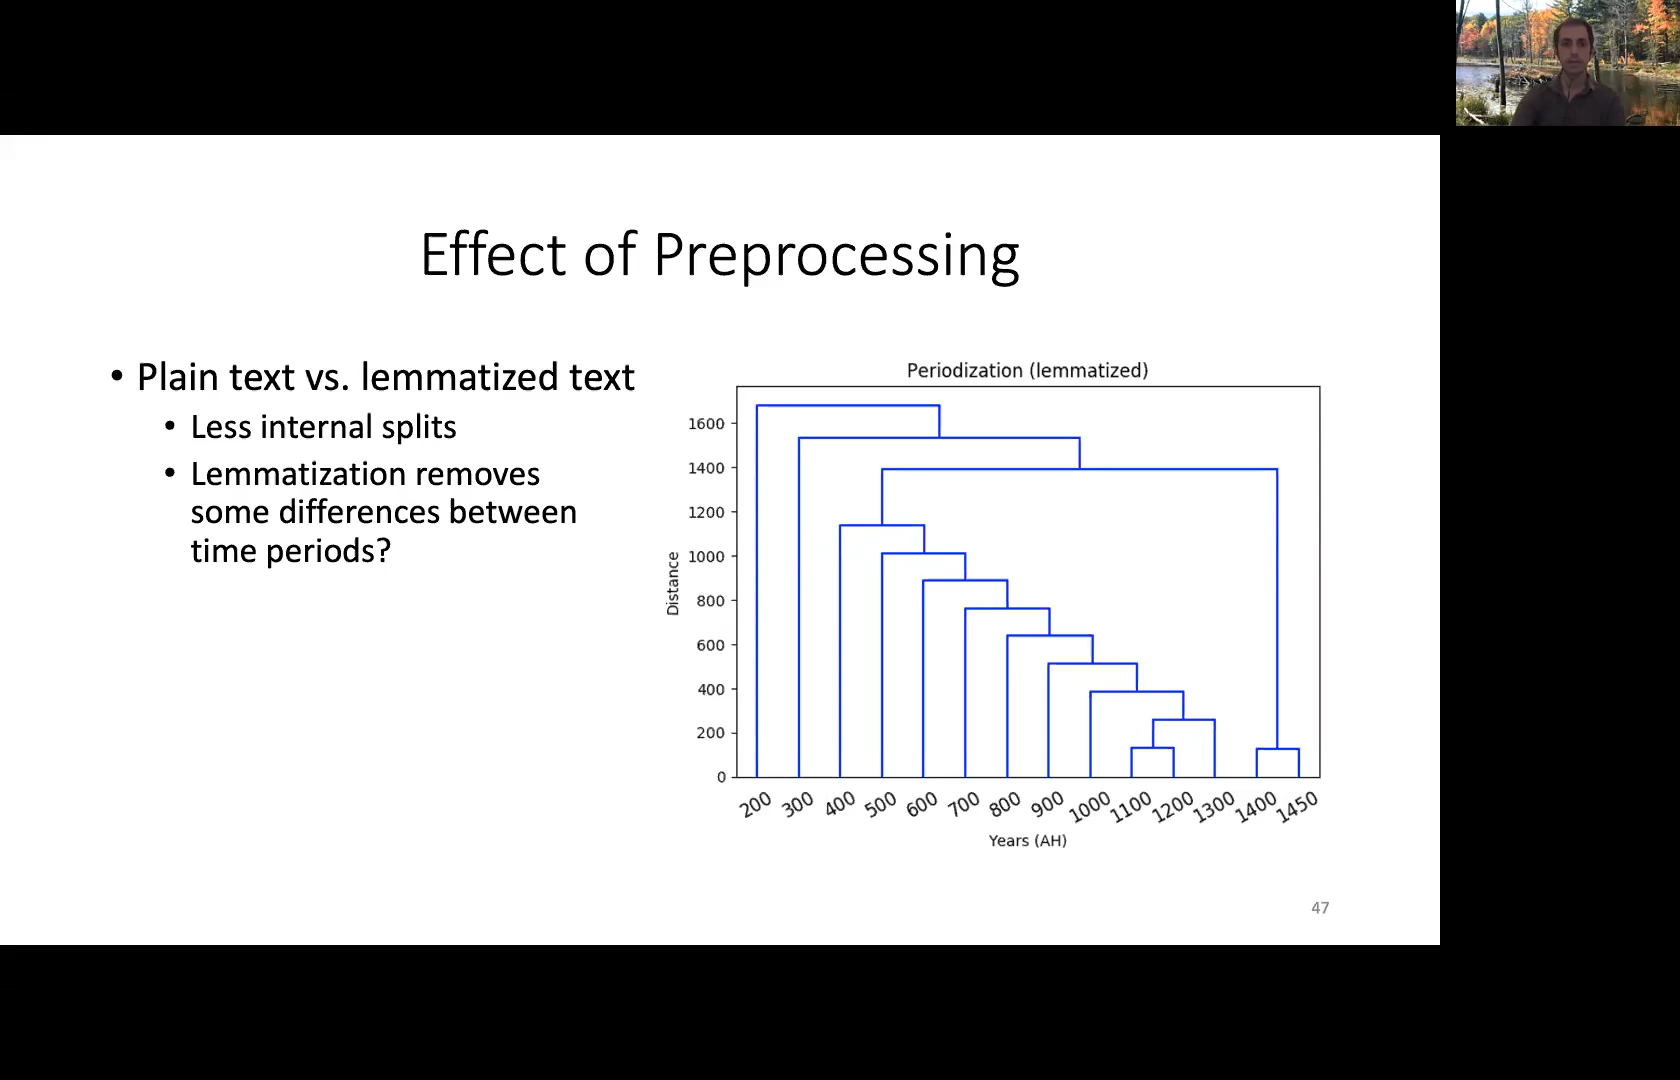 Effect of Preprocessing
• Plain text vs. lemmatized text
• Less internal splits
• Lemmatization removes
some differences between
time periods?
Periodization (lemmatized)
Distance
1600
1400
1200
1000
800
600
400
200
0
200 300 400 500 600 700 800 900 1000 1100 1200 1300 1400 1450
Years (AH)
47